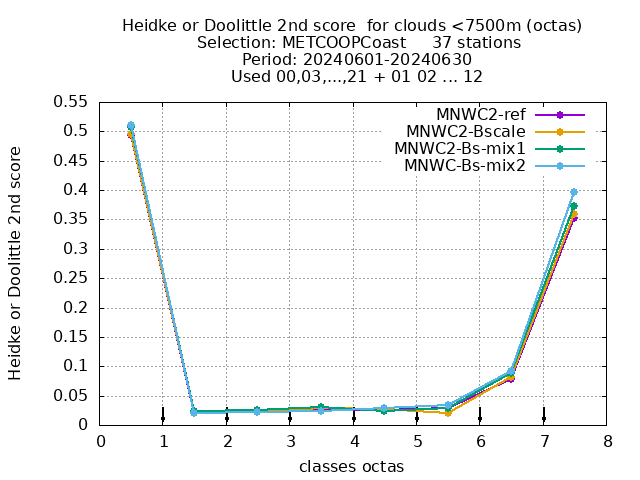 Heidke or Doolittle 2nd score  for clouds <7500m (octas)
Selection: METCOOPCoast     37 stations
Period: 20240601-20240630
Used 00,03,...,21 + 01 02 ... 12
Heidke or Doolittle 2nd score
0.55
0.5
0.45
0.4
0.35
0.3
0.25
0.2
0.15
0.1
0.05
0
MNWC2-ref
MNWC2-Bscale
MNWC2-Bs-mix1
MNWC-Bs-mix2
0 1 2 3 4 5 6 7 8
classes octas